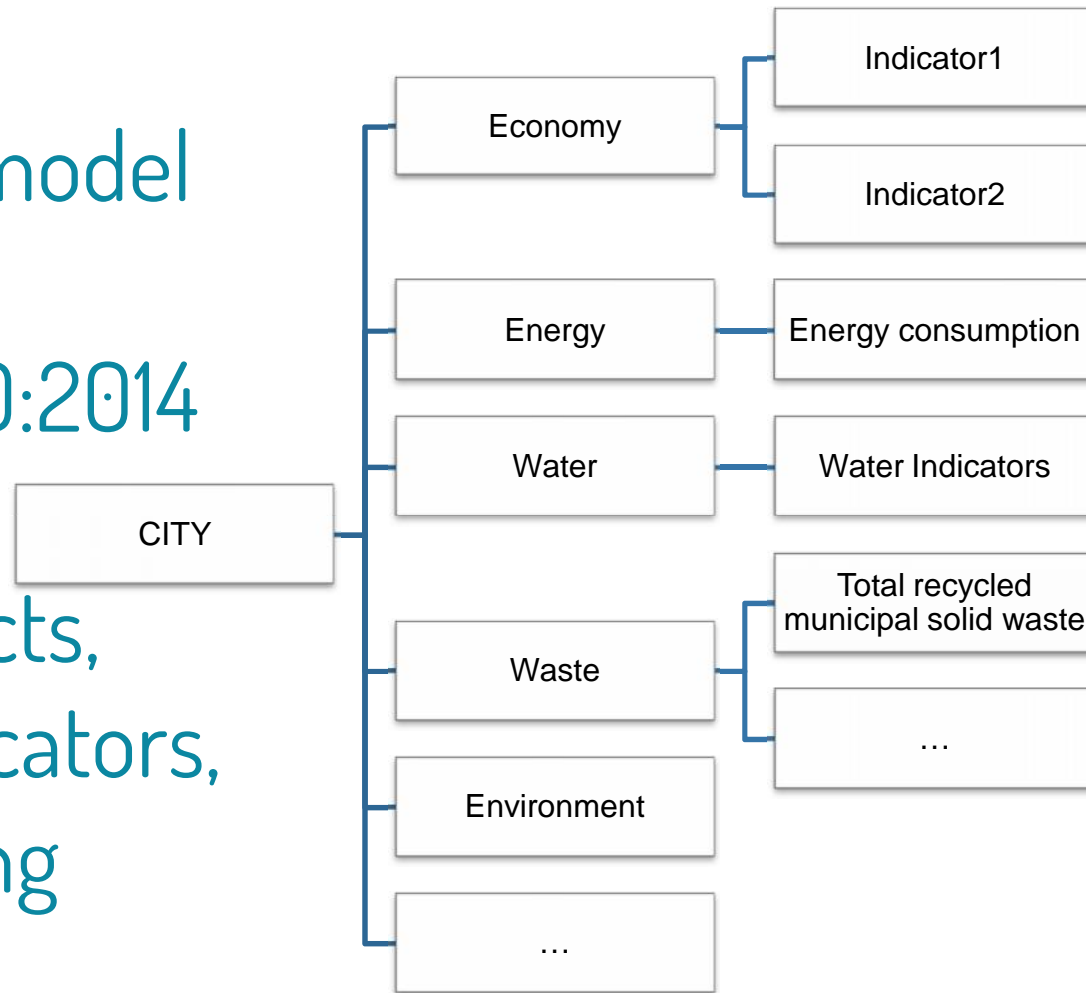 model
0:2014
cts,
cators,
ng
CITY
Economy
Indicator1
Indicator2
Energy
Energy consumption
Water
Water Indicators
Waste
Total recycled
municipal solid waste
…
Environment
…